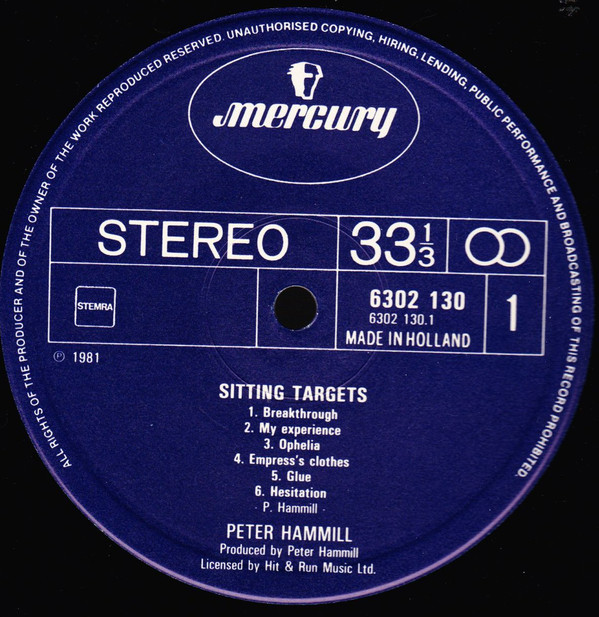 ALL RIGHTS OF THE PRODUCER AND OF THE OWNER OF THE WORK REPRODUCED RESERVED. UNAUTHORISED COPYING, HIRING, LENDING, PUBLIC PERFORMANCE AND BROADCASTING OF THIS RECORD PROHIBITED.
mercury
STEREO
33 1/3
STEMRA
6302 130
6302 130.1
MADE IN HOLLAND
1
℗ 1981
SITTING TARGETS
1. Breakthrough
2. My experience
3. Ophelia
4. Empress's clothes
5. Glue
6. Hesitation
- P. Hammill -
PETER HAMMILL
Produced by Peter Hammill
Licensed by Hit & Run Music Ltd.